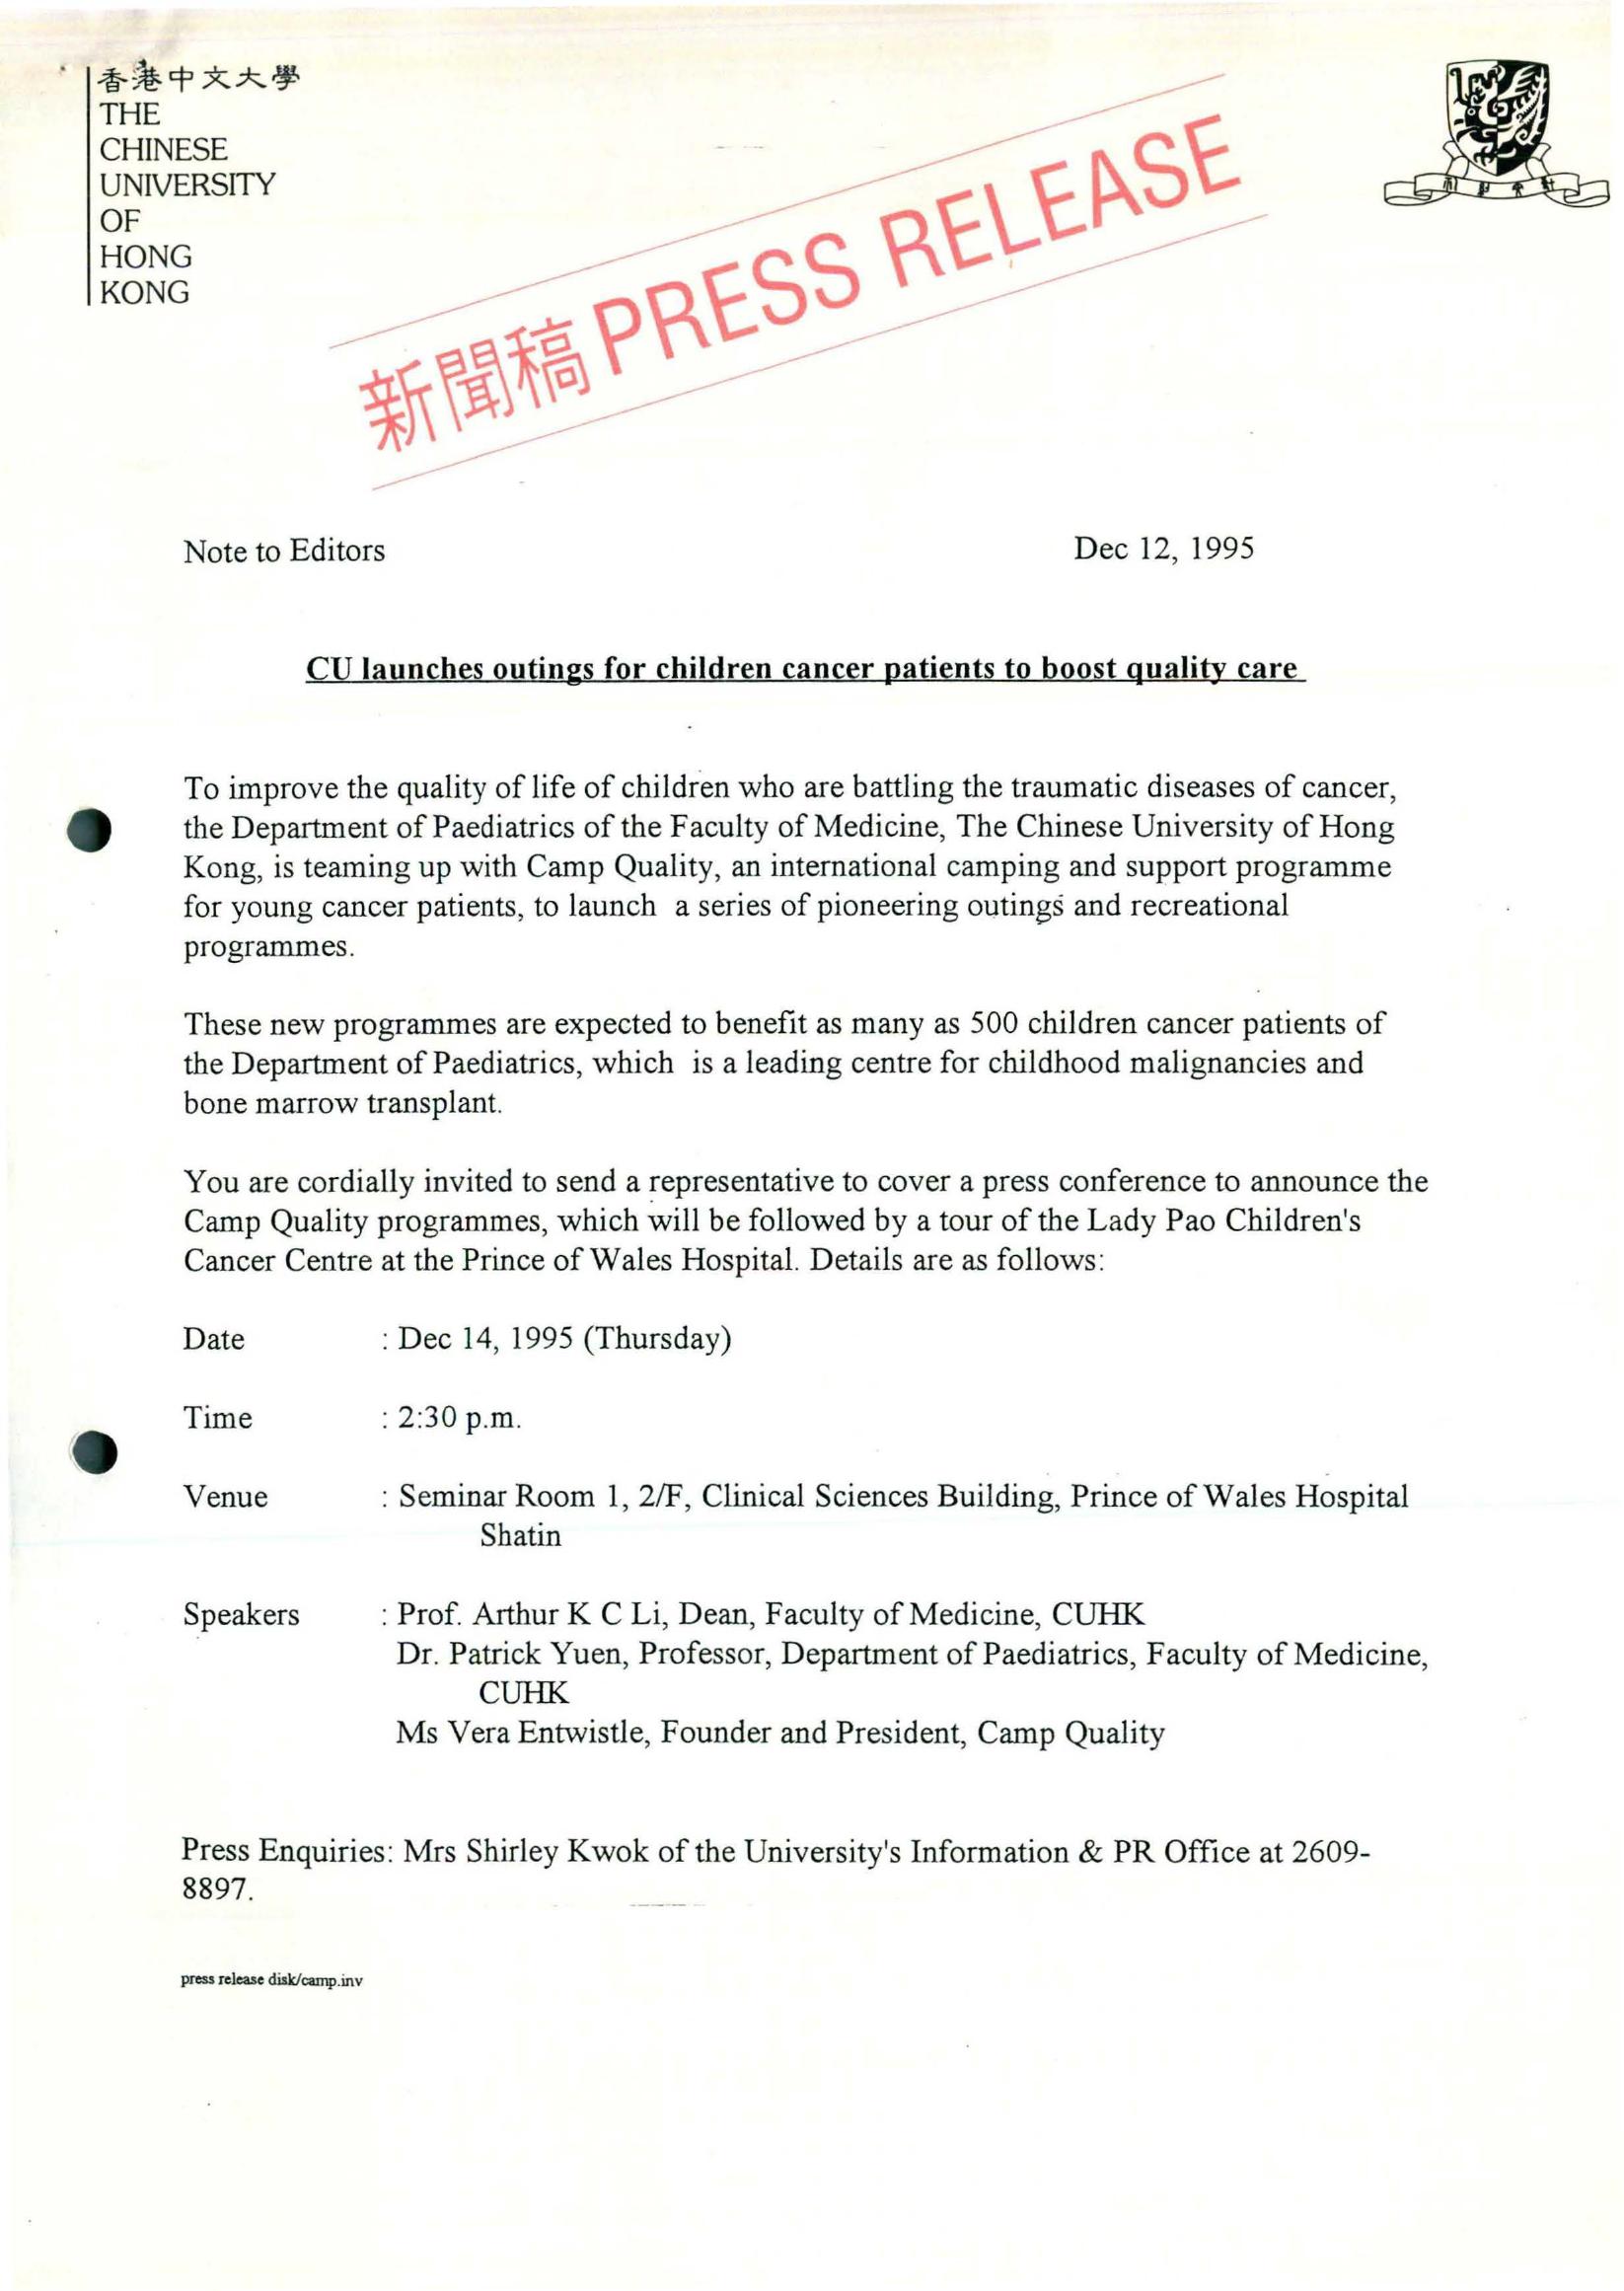 香港中文大學
THE
CHINESE
UNIVERSITY
OF
HONG
KONG
新聞稿 PRESS RELEASE
Note to Editors Dec 12, 1995
CU launches outings for children cancer patients to boost quality care
To improve the quality of life of children who are battling the traumatic diseases of cancer,
the Department of Paediatrics of the Faculty of Medicine, The Chinese University of Hong
Kong, is teaming up with Camp Quality, an international camping and support programme
for young cancer patients, to launch a series of pioneering outings and recreational
programmes.
These new programmes are expected to benefit as many as 500 children cancer patients of
the Department of Paediatrics, which is a leading centre for childhood malignancies and
bone marrow transplant.
You are cordially invited to send a representative to cover a press conference to announce the
Camp Quality programmes, which will be followed by a tour of the Lady Pao Children's
Cancer Centre at the Prince of Wales Hospital. Details are as follows:
Date : Dec 14, 1995 (Thursday)
Time : 2:30 p.m.
Venue : Seminar Room 1, 2/F, Clinical Sciences Building, Prince of Wales Hospital
Shatin
Speakers : Prof. Arthur K C Li, Dean, Faculty of Medicine, CUHK
Dr. Patrick Yuen, Professor, Department of Paediatrics, Faculty of Medicine,
CUHK
Ms Vera Entwistle, Founder and President, Camp Quality
Press Enquiries: Mrs Shirley Kwok of the University's Information & PR Office at 2609-
8897.
press release disk/camp.inv